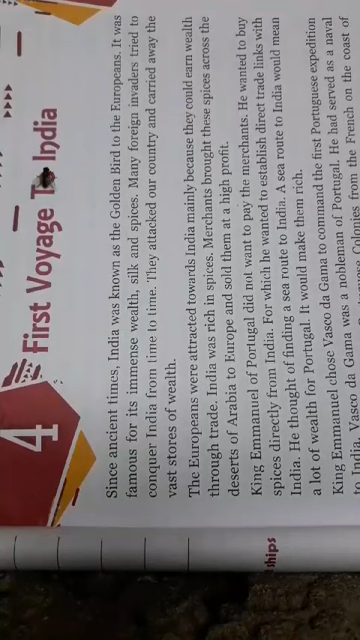 4
First Voyage To India
Since ancient times, India was known as the Golden Bird to the Europeans. It was
famous for its immense wealth, silk and spices. Many foreign invaders tried to
conquer India from time to time. They attacked our country and carried away the
vast stores of wealth.
The Europeans were attracted towards India mainly because they could earn wealth
through trade. India was rich in spices. Merchants brought these spices across the
deserts of Arabia to Europe and sold them at a high profit.
King Emmanuel of Portugal did not want to pay the merchants. He wanted to buy
spices directly from India. For which he wanted to establish direct trade links with
India. He thought of finding a sea route to India. A sea route to India would mean
a lot of wealth for Portugal. It would make them rich.
King Emmanuel chose Vasco da Gama to command the first Portuguese expedition
to India. Vasco da Gama was a nobleman of Portugal. He had served as a naval
Colonies from the French on the coast of
ships